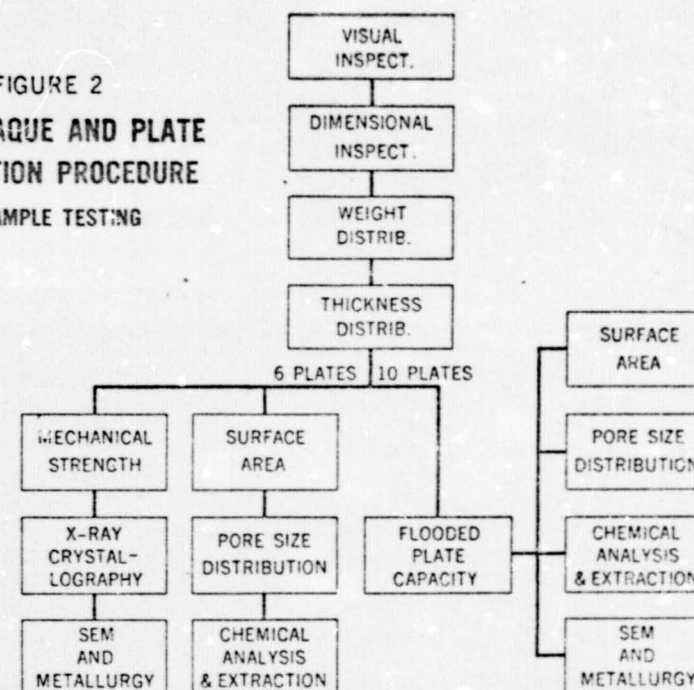 FIGURE 2
AQUE AND PLATE
TION PROCEDURE
AMPLE TESTING
VISUAL
INSPECT.
DIMENSIONAL
INSPECT.
WEIGHT
DISTRIB.
THICKNESS
DISTRIB.
6 PLATES 10 PLATES
MECHANICAL
STRENGTH
X-RAY
CRYSTAL-
LOGRAPHY
SEM
AND
METALLURGY
SURFACE
AREA
PORE SIZE
DISTRIBUTION
CHEMICAL
ANALYSIS
& EXTRACTION
FLOODED
PLATE
CAPACITY
SURFACE
AREA
PORE SIZE
DISTRIBUTION
CHEMICAL
ANALYSIS
& EXTRACTION
SEM
AND
METALLURGY